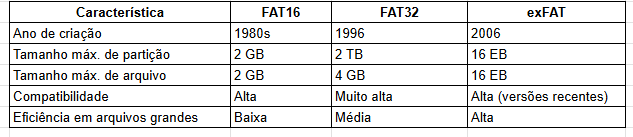 Característica FAT16 FAT32 exFAT
Ano de criação 1980s 1996 2006
Tamanho máx. de partição 2 GB 2 TB 16 EB
Tamanho máx. de arquivo 2 GB 4 GB 16 EB
Compatibilidade Alta Muito alta Alta (versões recentes)
Eficiência em arquivos grandes Baixa Média Alta